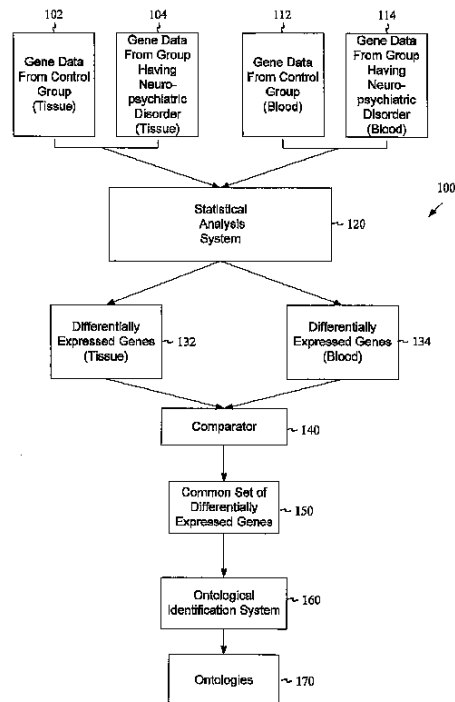 102
104
112
114
Gene Data
From Control
Group
(Tissue)
Gene Data
From Group
Having
Neuro-
psychiatric
Disorder
(Tissue)
Gene Data
From Control
Group
(Blood)
Gene Data
From Group
Having
Neuro-
psychiatric
Disorder
(Blood)
100
Statistical
Analysis
System
120
Differentially
Expressed Genes
(Tissue)
132
Differentially
Expressed Genes
(Blood)
134
Comparator
140
Common Set of
Differentially
Expressed Genes
150
Ontological
Identification System
160
Ontologies
170